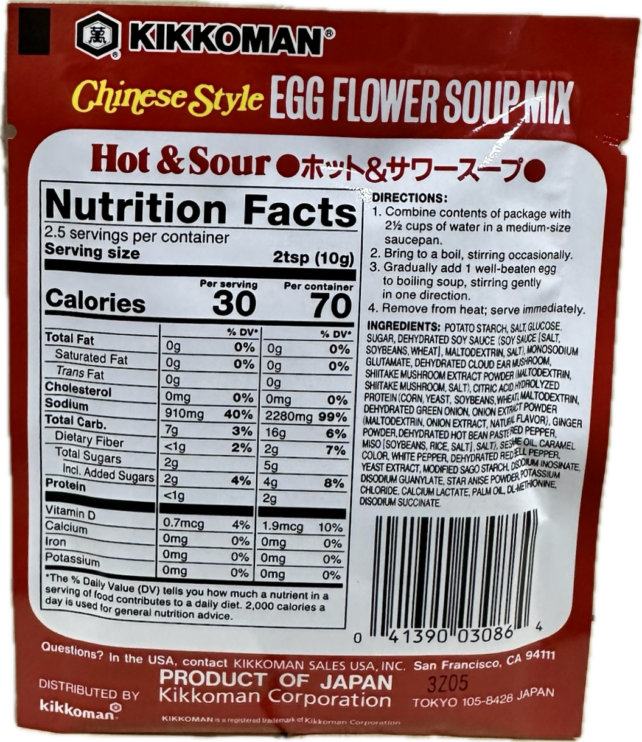 KIKKOMAN®
Chinese Style EGG FLOWER SOUP MIX
Hot & Sour ●ホット&サワースープ●
Nutrition Facts
2.5 servings per container
Serving size 2tsp (10g)
Per serving Per container
Calories 30 70
% DV* % DV*
Total Fat 0g 0% 0g 0%
Saturated Fat 0g 0% 0g 0%
Trans Fat 0g 0g
Cholesterol 0mg 0% 0mg 0%
Sodium 910mg 40% 2280mg 99%
Total Carb. 7g 3% 16g 6%
Dietary Fiber <1g 2% 2g 7%
Total Sugars 2g 5g
Incl. Added Sugars 2g 4% 4g 8%
Protein <1g 2g
Vitamin D 0.7mcg 4% 1.9mcg 10%
Calcium 0mg 0% 0mg 0%
Iron 0mg 0% 0mg 0%
Potassium 0mg 0% 0mg 0%
*The % Daily Value (DV) tells you how much a nutrient in a
serving of food contributes to a daily diet. 2,000 calories a
day is used for general nutrition advice.
DIRECTIONS:
1. Combine contents of package with
2½ cups of water in a medium-size
saucepan.
2. Bring to a boil, stirring occasionally.
3. Gradually add 1 well-beaten egg
to boiling soup, stirring gently
in one direction.
4. Remove from heat; serve immediately.
INGREDIENTS: POTATO STARCH, SALT, GLUCOSE,
SUGAR, DEHYDRATED SOY SAUCE (SOY SAUCE [SALT,
SOYBEANS, WHEAT], MALTODEXTRIN, SALT), MONOSODIUM
GLUTAMATE, DEHYDRATED CLOUD EAR MUSHROOM,
SHIITAKE MUSHROOM EXTRACT POWDER (MALTODEXTRIN,
SHIITAKE MUSHROOM, SALT), CITRIC ACID, HYDROLYZED
PROTEIN (CORN, YEAST, SOYBEANS, WHEAT), MALTODEXTRIN,
DEHYDRATED GREEN ONION, ONION EXTRACT POWDER
(MALTODEXTRIN, ONION EXTRACT, NATURAL FLAVOR), GINGER
POWDER, DEHYDRATED HOT BEAN PASTE (RED PEPPER,
MISO [SOYBEANS, RICE, SALT], SALT), SESAME OIL, CARAMEL
COLOR, WHITE PEPPER, DEHYDRATED RED BELL PEPPER,
YEAST EXTRACT, MODIFIED SAGO STARCH, DISODIUM INOSINATE,
DISODIUM GUANYLATE, STAR ANISE POWDER, POTASSIUM
CHLORIDE, CALCIUM LACTATE, PALM OIL, DL-METHIONINE,
DISODIUM SUCCINATE.
0 41390 03086 4
Questions? In the USA, contact KIKKOMAN SALES USA, INC. San Francisco, CA 94111
PRODUCT OF JAPAN 3Z05
DISTRIBUTED BY Kikkoman Corporation TOKYO 105-8428 JAPAN
kikkoman®
KIKKOMAN is a registered trademark of Kikkoman Corporation